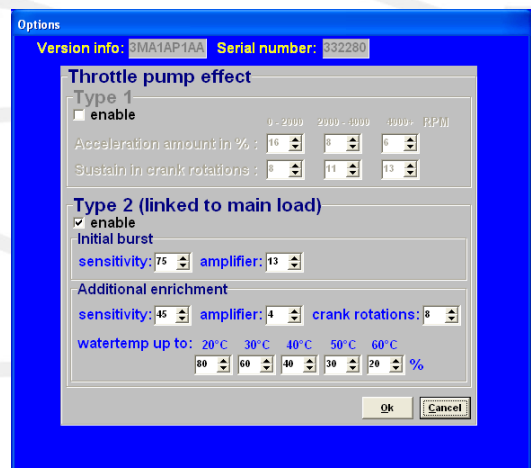 Options
Version info: 3MA1AP1AA Serial number: 332280
Throttle pump effect
Type 1
enable
0 - 2000 2000 - 4000 4000+ RPM
Acceleration amount in % : 16 8 6
Sustain in crank rotations : 8 11 13
Type 2 (linked to main load)
enable
Initial burst
sensitivity: 75 amplifier: 13
Additional enrichment
sensitivity: 45 amplifier: 4 crank rotations: 8
watertemp up to: 20°C 30°C 40°C 50°C 60°C
80 60 40 30 20 %
Ok Cancel